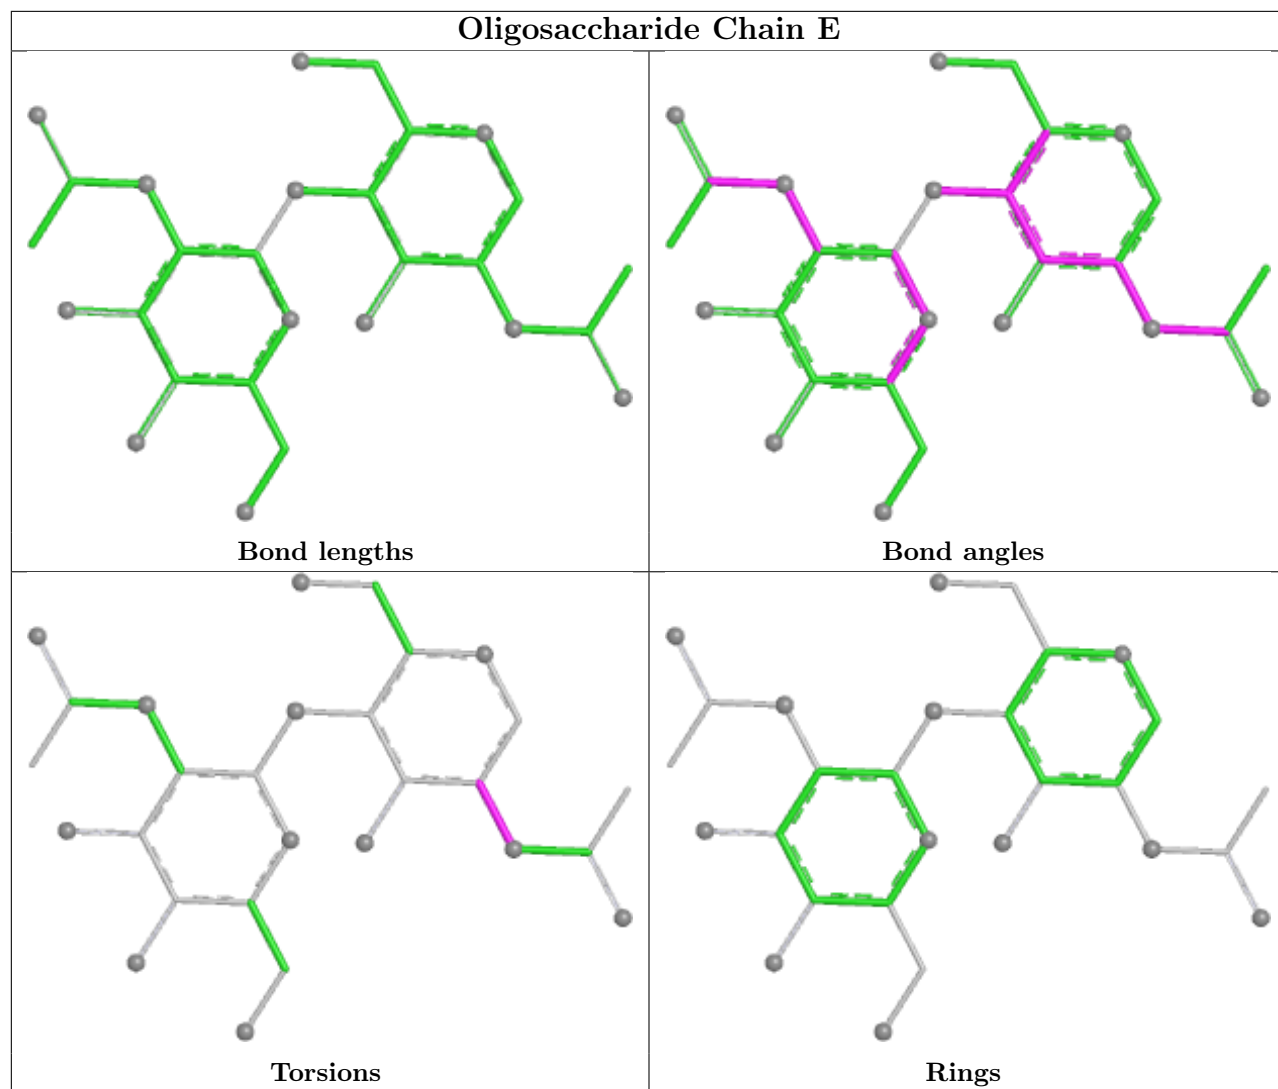 Oligosaccharide Chain E
Bond lengths
Bond angles
Torsions
Rings